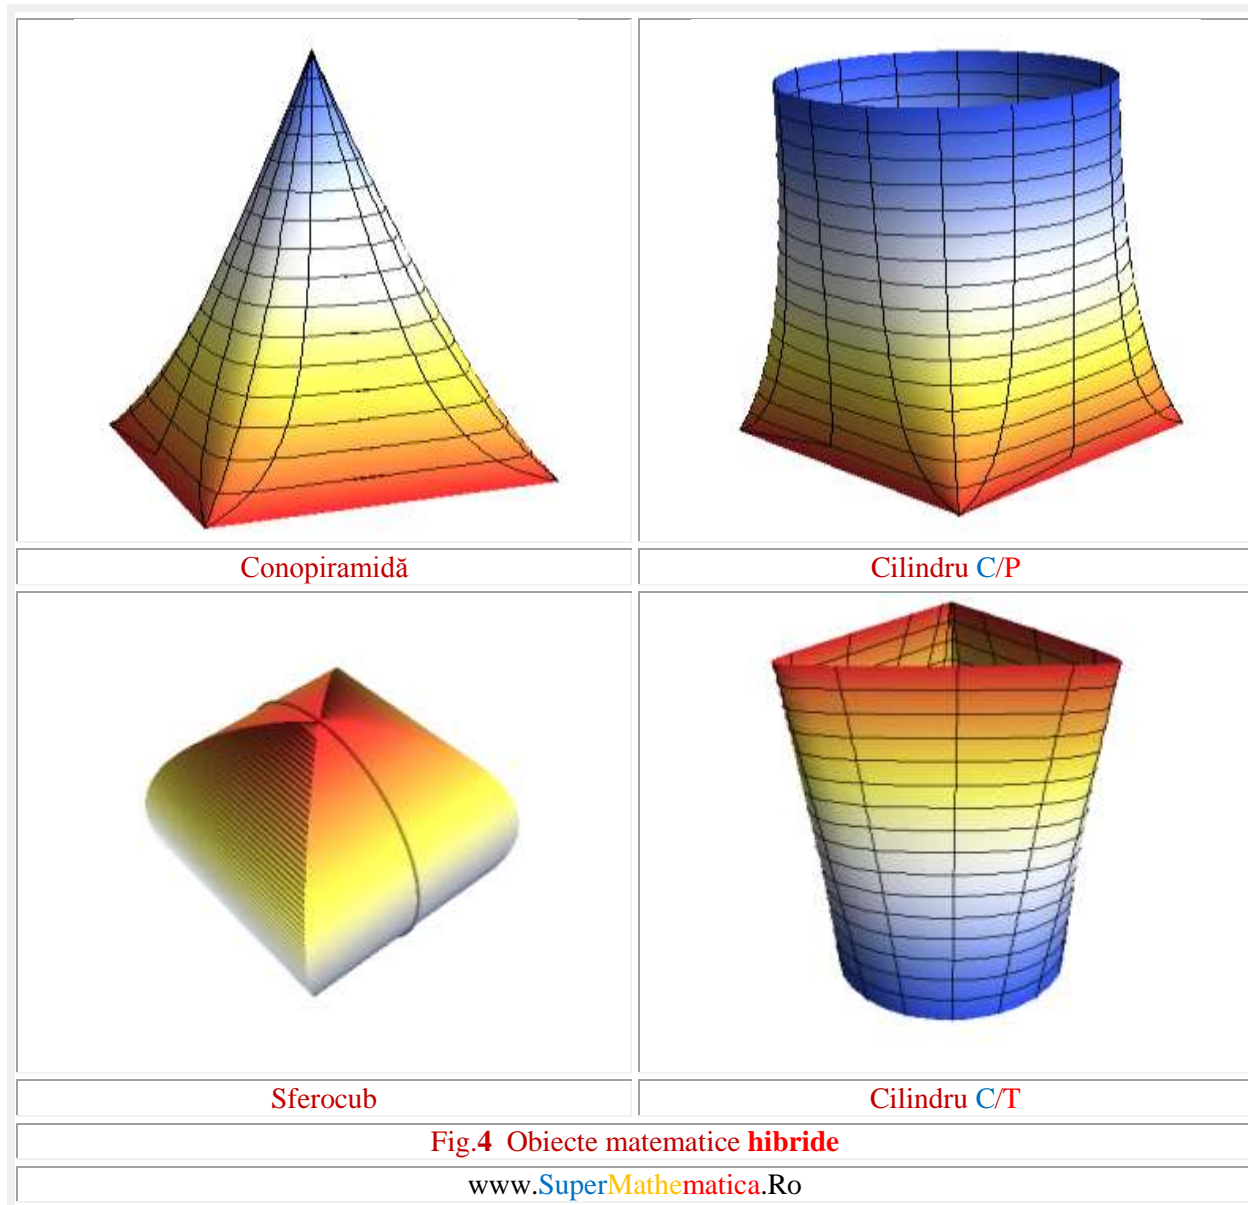 Conopiramidă
Cilindru C/P
Sferocub
Cilindru C/T
Fig.4 Obiecte matematice hibride
www.SuperMathematica.Ro